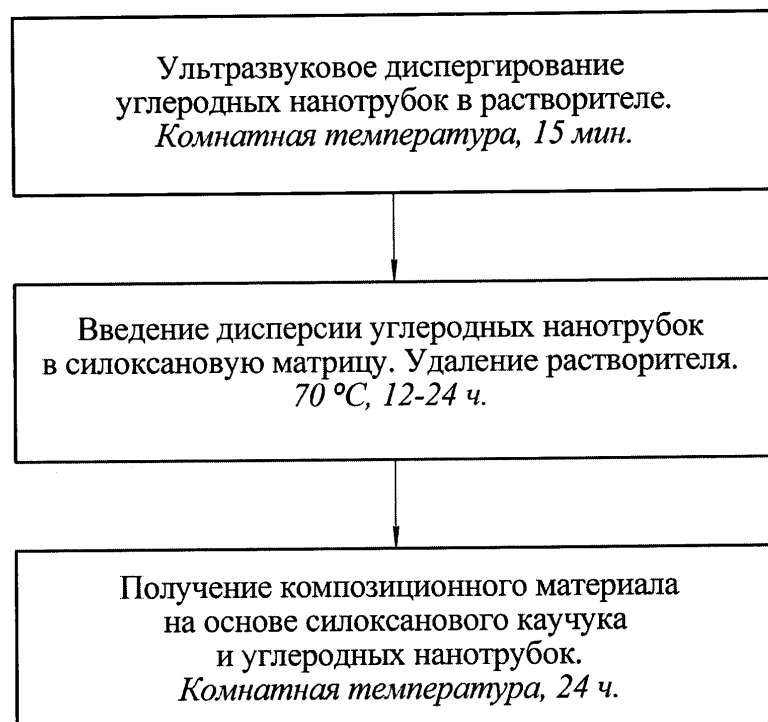 Ультразвуковое диспергирование
углеродных нанотрубок в растворителе.
Комнатная температура, 15 мин.
Введение дисперсии углеродных нанотрубок
в силоксановую матрицу. Удаление растворителя.
70 ºС, 12-24 ч.
Получение композиционного материала
на основе силоксанового каучука
и углеродных нанотрубок.
Комнатная температура, 24 ч.